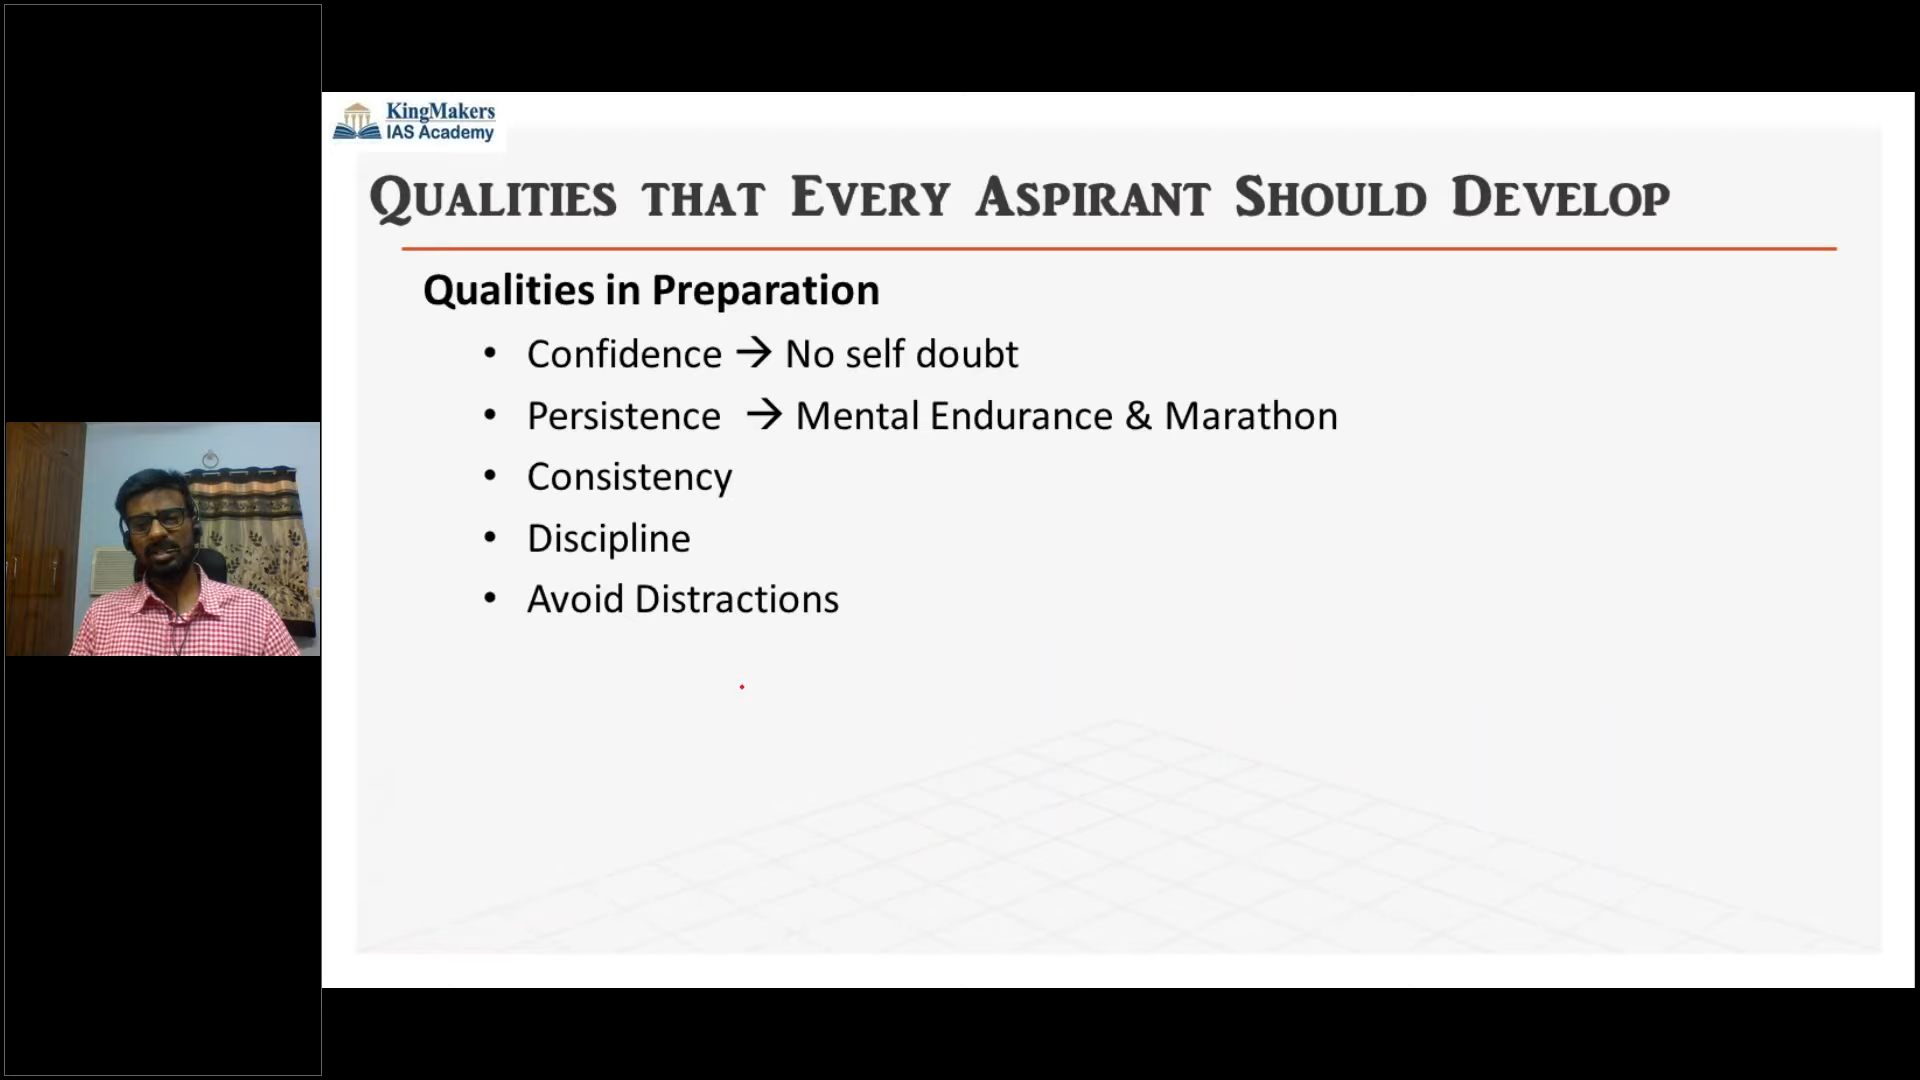 KingMakers
IAS Academy
Qualities that Every Aspirant Should Develop
Qualities in Preparation
• Confidence → No self doubt
• Persistence → Mental Endurance & Marathon
• Consistency
• Discipline
• Avoid Distractions